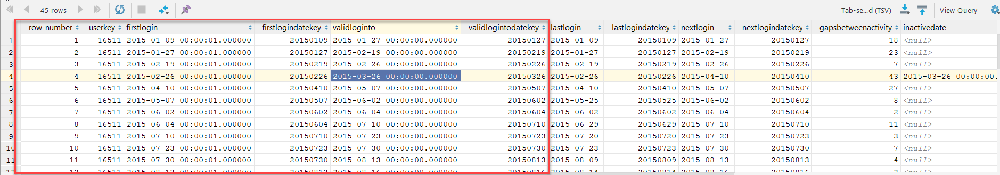 45 rows Tab-se...d (TSV) View Query
row_number userkey firstlogin firstlogindatekey validloginto validlogintodatekey lastlogin lastlogindatekey nextlogin nextlogindatekey gapsbetweenactivity inactivedate
1 1 16511 2015-01-09 00:00:01.000000 20150109 2015-01-27 00:00:00.000000 20150127 2015-01-09 20150109 2015-01-27 20150127 18 <null>
2 2 16511 2015-01-27 00:00:01.000000 20150127 2015-02-19 00:00:00.000000 20150219 2015-01-27 20150127 2015-02-19 20150219 23 <null>
3 3 16511 2015-02-19 00:00:01.000000 20150219 2015-02-26 00:00:00.000000 20150226 2015-02-19 20150219 2015-02-26 20150226 7 <null>
4 4 16511 2015-02-26 00:00:01.000000 20150226 2015-03-26 00:00:00.000000 20150326 2015-02-26 20150226 2015-04-10 20150410 43 2015-03-26 00:00:00.
5 5 16511 2015-04-10 00:00:01.000000 20150410 2015-05-07 00:00:00.000000 20150507 2015-04-10 20150410 2015-05-07 20150507 27 <null>
6 6 16511 2015-05-07 00:00:01.000000 20150507 2015-06-02 00:00:00.000000 20150602 2015-05-25 20150525 2015-06-02 20150602 8 <null>
7 7 16511 2015-06-02 00:00:01.000000 20150602 2015-06-04 00:00:00.000000 20150604 2015-06-02 20150602 2015-06-04 20150604 2 <null>
8 8 16511 2015-06-04 00:00:01.000000 20150604 2015-07-10 00:00:00.000000 20150710 2015-06-29 20150629 2015-07-10 20150710 11 <null>
9 9 16511 2015-07-10 00:00:01.000000 20150710 2015-07-23 00:00:00.000000 20150723 2015-07-20 20150720 2015-07-23 20150723 3 <null>
10 10 16511 2015-07-23 00:00:01.000000 20150723 2015-07-30 00:00:00.000000 20150730 2015-07-23 20150723 2015-07-30 20150730 7 <null>
11 11 16511 2015-07-30 00:00:01.000000 20150730 2015-08-13 00:00:00.000000 20150813 2015-08-09 20150809 2015-08-13 20150813 4 <null>
12 12 16511 2015-08-13 00:00:01.000000 20150813 2015-08-16 00:00:00.000000 20150816 2015-08-14 20150814 2015-08-16 20150816 2 <null>